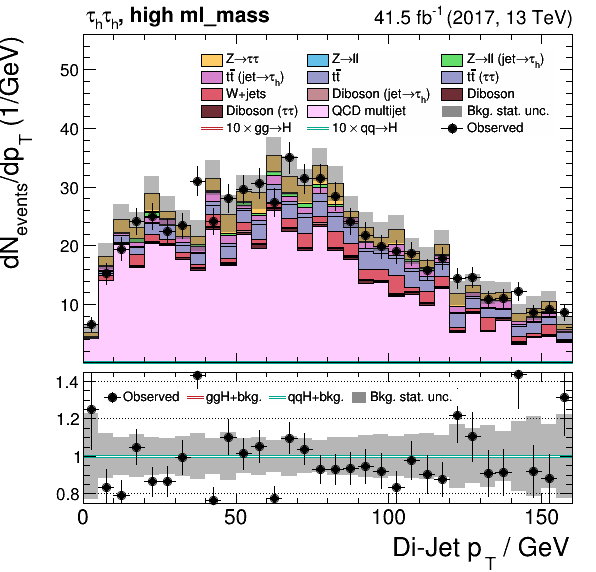 τhτh, high ml_mass 41.5 fb-1 (2017, 13 TeV)
dNevents/dpT (1/GeV)
50
40
30
20
10
Z→ττ Z→ll Z→ll (jet→τh)
tt̄ (jet→τh) tt̄ tt̄ (ττ)
W+jets Diboson (jet→τh) Diboson
Diboson (ττ) QCD multijet Bkg. stat. unc.
10 × gg→H 10 × qq→H Observed
1.4
1.2
1
0.8
Observed ggH+bkg. qqH+bkg. Bkg. stat. unc.
0 50 100 150
Di-Jet pT / GeV